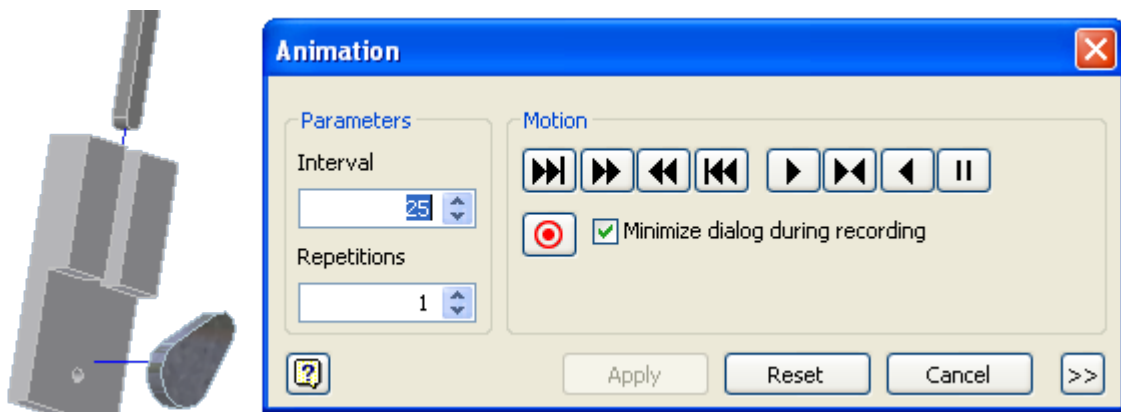 Animation
Parameters
Motion
Interval
25
Minimize dialog during recording
Repetitions
1
?
Apply
Reset
Cancel
>>